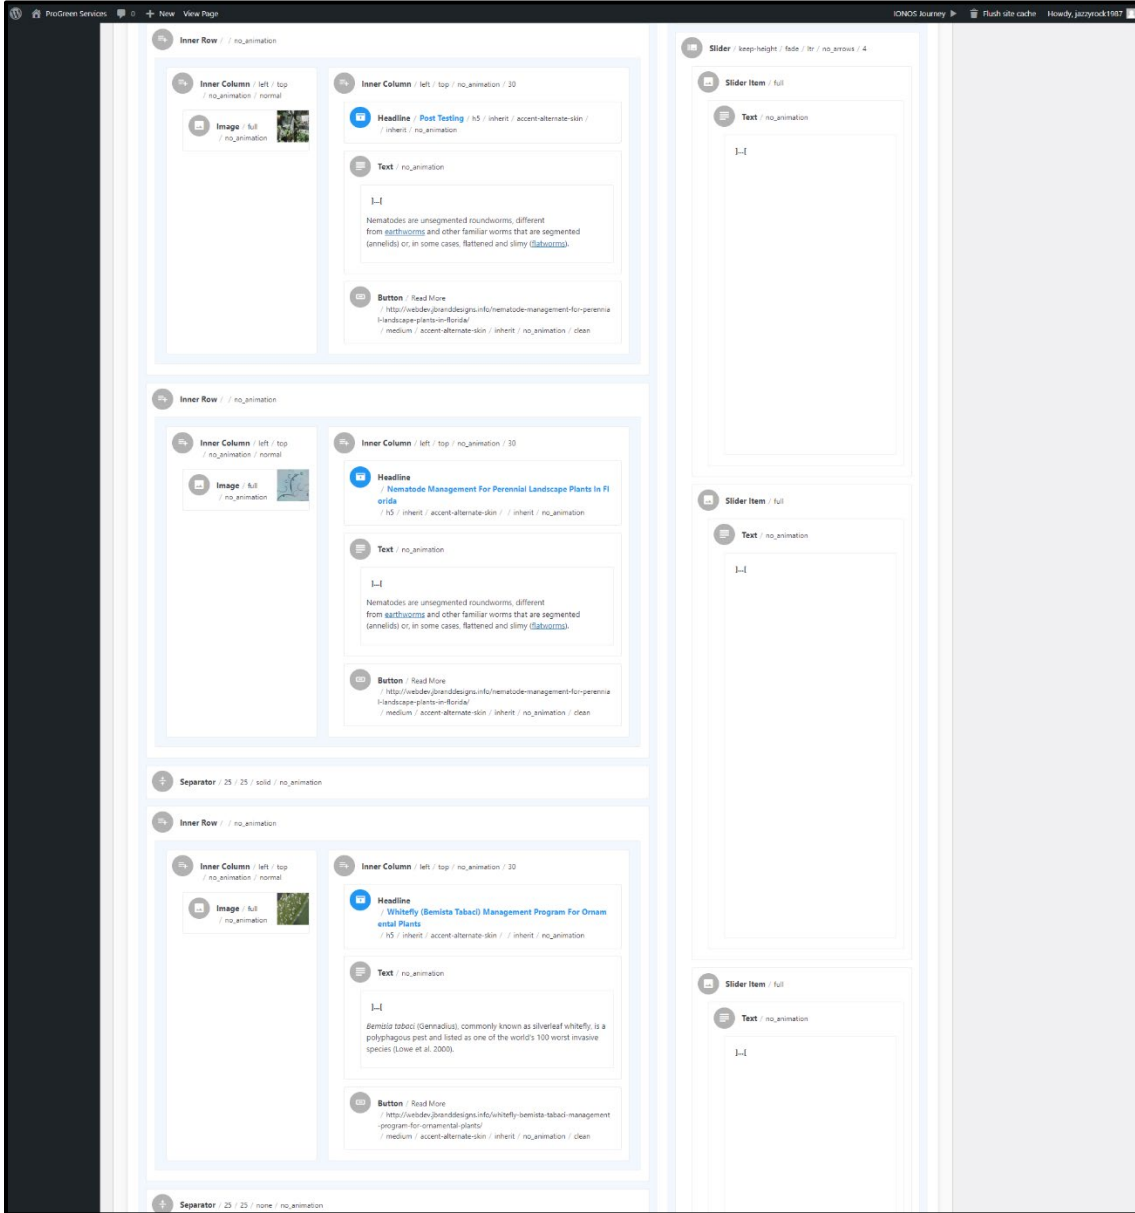 ProGreen Services 0 + New View Page IONOS Journey Flush site cache Howdy, jazzyrock1987
Inner Row / / no_animation
Inner Column / left / top
/ no_animation / normal
Image / full
/ no_animation
Inner Column / left / top / no_animation / 30
Headline / Post Testing / h5 / inherit / accent-alternate-skin /
/ inherit / no_animation
Text / no_animation
]...[
Nematodes are unsegmented roundworms, different
from earthworms and other familiar worms that are segmented
(annelids) or, in some cases, flattened and slimy (flatworms).
Button / Read More
/ http://webdev.jbranddesigns.info/nematode-management-for-perennia
l-landscape-plants-in-florida/
/ medium / accent-alternate-skin / inherit / no_animation / clean
Inner Row / / no_animation
Inner Column / left / top
/ no_animation / normal
Image / full
/ no_animation
Inner Column / left / top / no_animation / 30
Headline
/ Nematode Management For Perennial Landscape Plants In Fl
orida
/ h5 / inherit / accent-alternate-skin / / inherit / no_animation
Text / no_animation
]...[
Nematodes are unsegmented roundworms, different
from earthworms and other familiar worms that are segmented
(annelids) or, in some cases, flattened and slimy (flatworms).
Button / Read More
/ http://webdev.jbranddesigns.info/nematode-management-for-perennia
l-landscape-plants-in-florida/
/ medium / accent-alternate-skin / inherit / no_animation / clean
Separator / 25 / 25 / solid / no_animation
Inner Row / / no_animation
Inner Column / left / top
/ no_animation / normal
Image / full
/ no_animation
Inner Column / left / top / no_animation / 30
Headline
/ Whitefly (Bemista Tabaci) Management Program For Ornam
ental Plants
/ h5 / inherit / accent-alternate-skin / / inherit / no_animation
Text / no_animation
]...[
Bemisia tabaci (Gennadius), commonly known as silverleaf whitefly, is a
polyphagous pest and listed as one of the world's 100 worst invasive
species (Lowe et al. 2000).
Button / Read More
/ http://webdev.jbranddesigns.info/whitefly-bemista-tabaci-management
-program-for-ornamental-plants/
/ medium / accent-alternate-skin / inherit / no_animation / clean
Separator / 25 / 25 / none / no_animation
Slider / keep-height / fade / ltr / no_arrows / 4
Slider Item / full
Text / no_animation
]...[
Slider Item / full
Text / no_animation
]...[
Slider Item / full
Text / no_animation
]...[